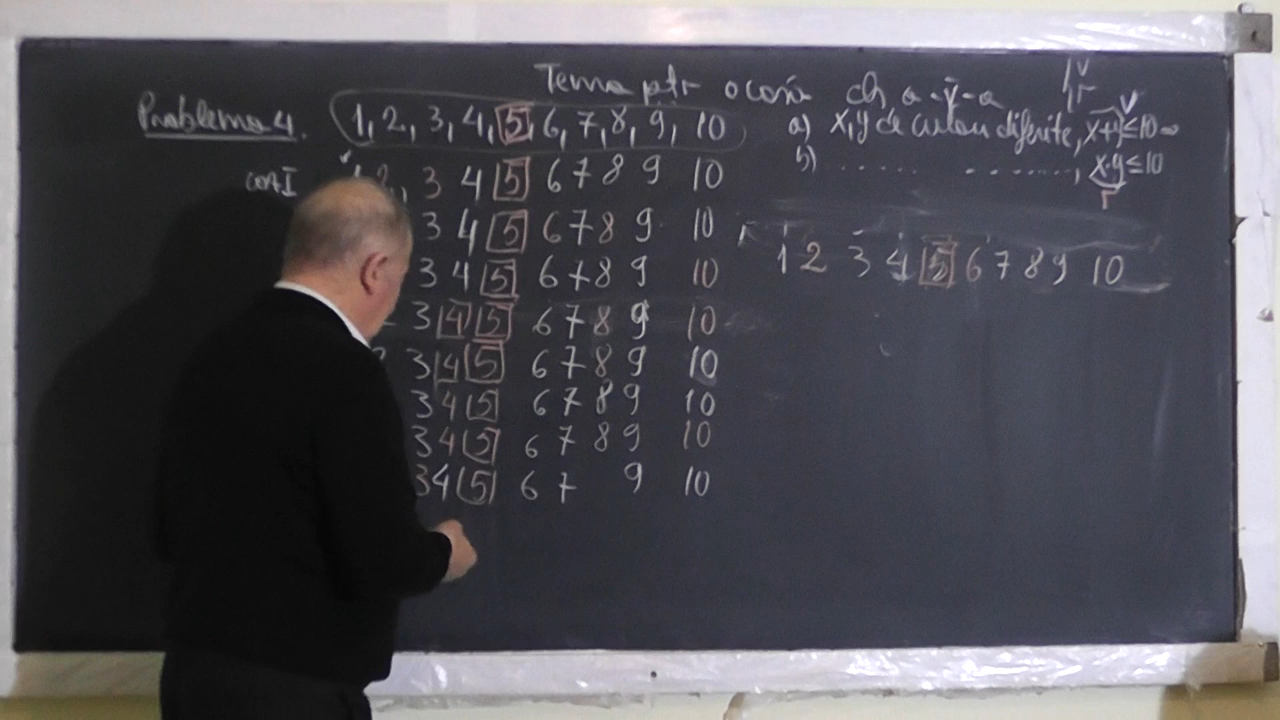 Tema ptr acasă cls a-V-a
Problema 4. 1, 2, 3, 4, 5, 6, 7, 8, 9, 10
a) x,y de culori diferite, x+y≤10
b) ..... ......, x·y≤10
caz I
2, 3 4 5 6 7 8 9 10
3 4 5 6 7 8 9 10
3 4 5 6 7 8 9 10
3 4 5 6 7 8 9 10
3 4 5 6 7 8 9 10
3 4 5 6 7 8 9 10
3 4 5 6 7 8 9 10
3 4 5 6 7 9 10
v
r
v
r
1 2 3 4 5 6 7 8 9 10